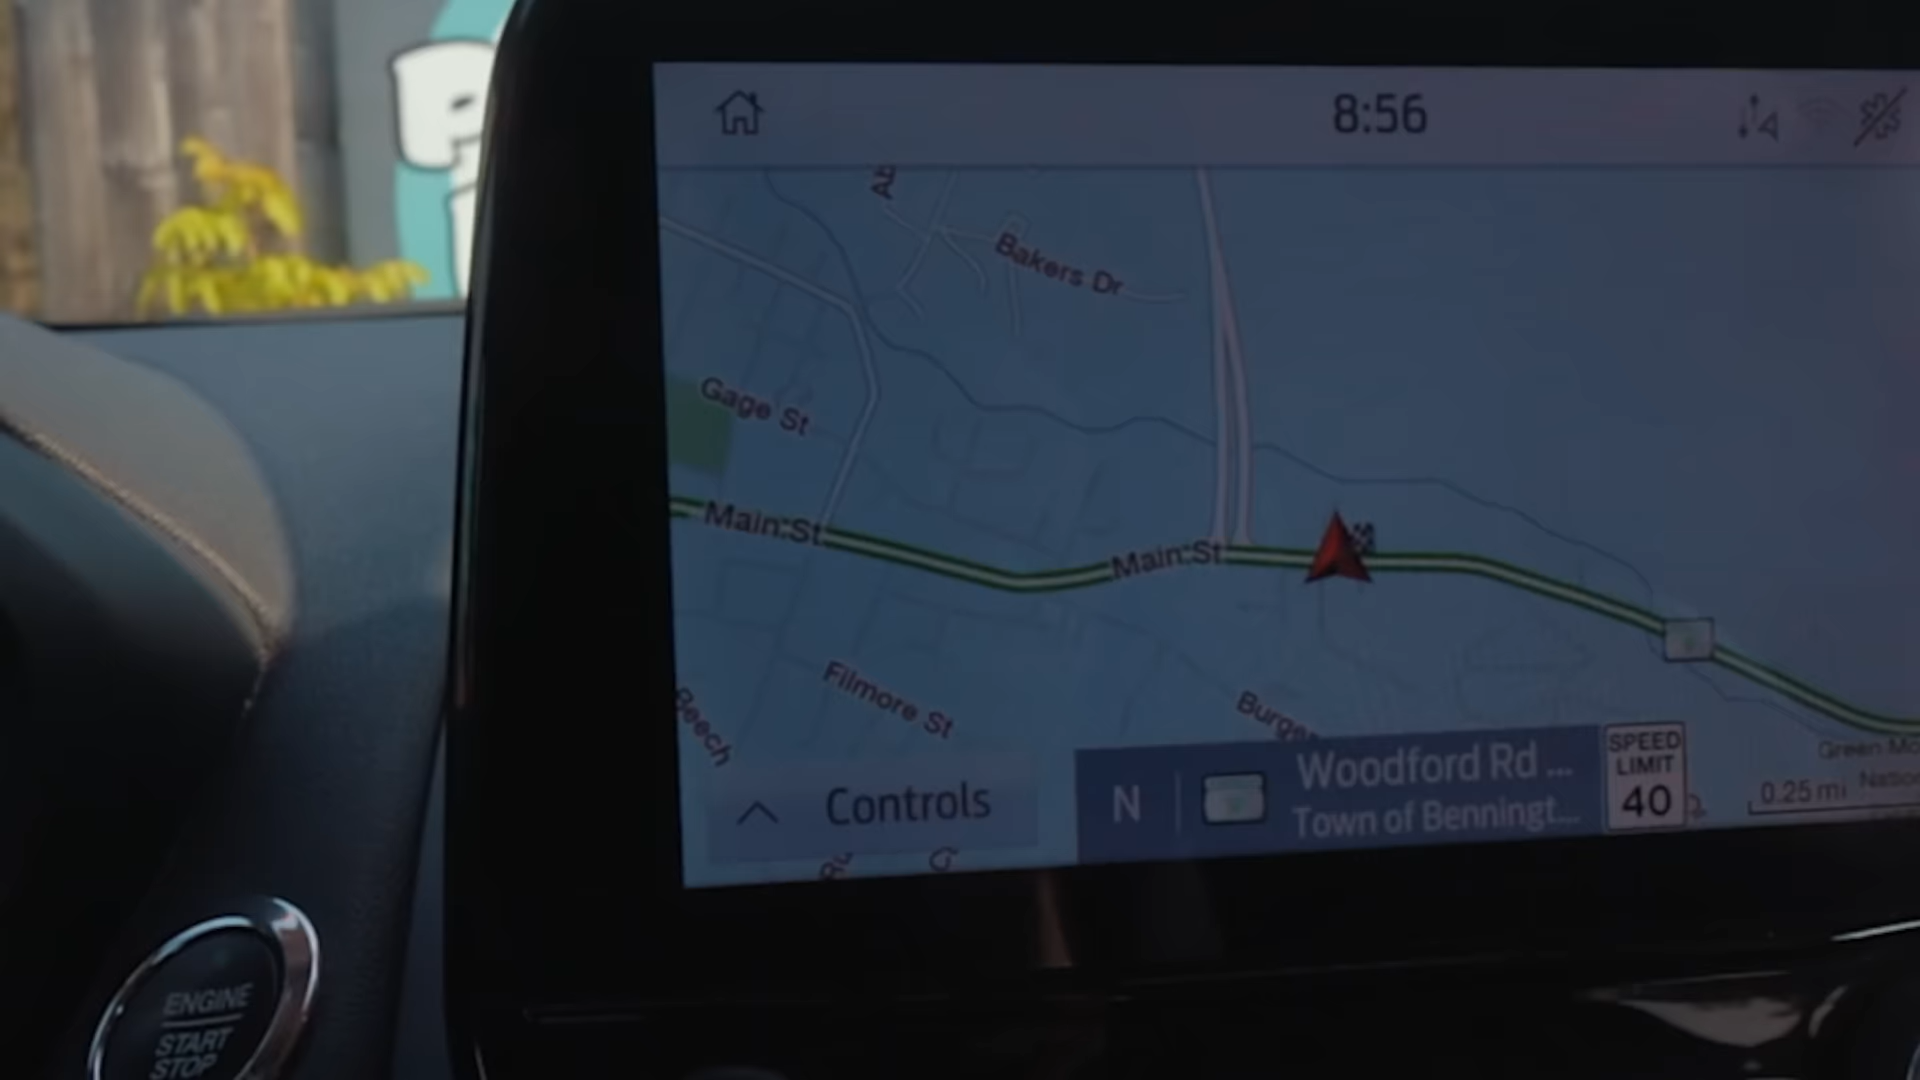 8:56
Bakers Dr
Gage St
Main St
Main St
Filmore St
Beech
Controls
N
Woodford Rd ...
Town of Benningt...
SPEED
LIMIT
40
0.25 mi
ENGINE
START
STOP